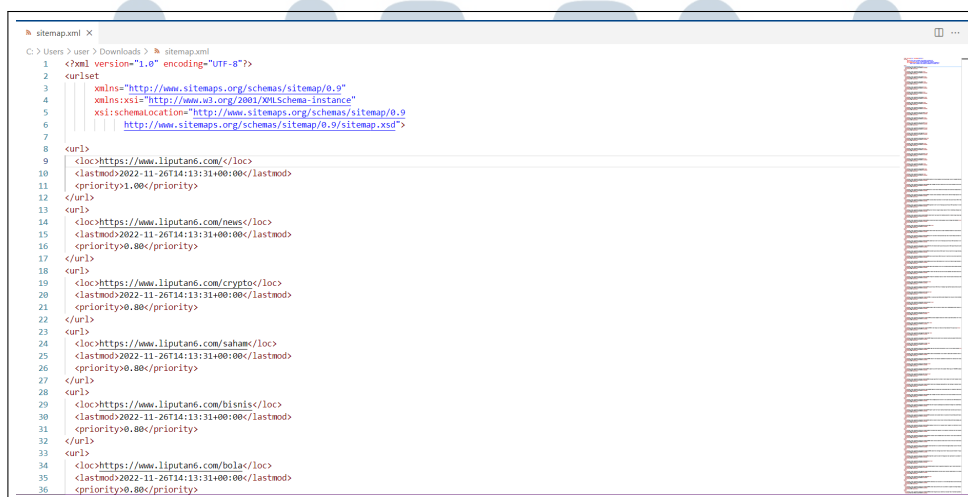 sitemap.xml ×
C: > Users > user > Downloads > sitemap.xml
1 <?xml version="1.0" encoding="UTF-8"?>
2 <urlset
3 xmlns="http://www.sitemaps.org/schemas/sitemap/0.9"
4 xmlns:xsi="http://www.w3.org/2001/XMLSchema-instance"
5 xsi:schemaLocation="http://www.sitemaps.org/schemas/sitemap/0.9
6 http://www.sitemaps.org/schemas/sitemap/0.9/sitemap.xsd">
7
8 <url>
9 <loc>https://www.liputan6.com/</loc>
10 <lastmod>2022-11-26T14:13:31+00:00</lastmod>
11 <priority>1.00</priority>
12 </url>
13 <url>
14 <loc>https://www.liputan6.com/news</loc>
15 <lastmod>2022-11-26T14:13:31+00:00</lastmod>
16 <priority>0.80</priority>
17 </url>
18 <url>
19 <loc>https://www.liputan6.com/crypto</loc>
20 <lastmod>2022-11-26T14:13:31+00:00</lastmod>
21 <priority>0.80</priority>
22 </url>
23 <url>
24 <loc>https://www.liputan6.com/saham</loc>
25 <lastmod>2022-11-26T14:13:31+00:00</lastmod>
26 <priority>0.80</priority>
27 </url>
28 <url>
29 <loc>https://www.liputan6.com/bisnis</loc>
30 <lastmod>2022-11-26T14:13:31+00:00</lastmod>
31 <priority>0.80</priority>
32 </url>
33 <url>
34 <loc>https://www.liputan6.com/bola</loc>
35 <lastmod>2022-11-26T14:13:31+00:00</lastmod>
36 <priority>0.80</priority>